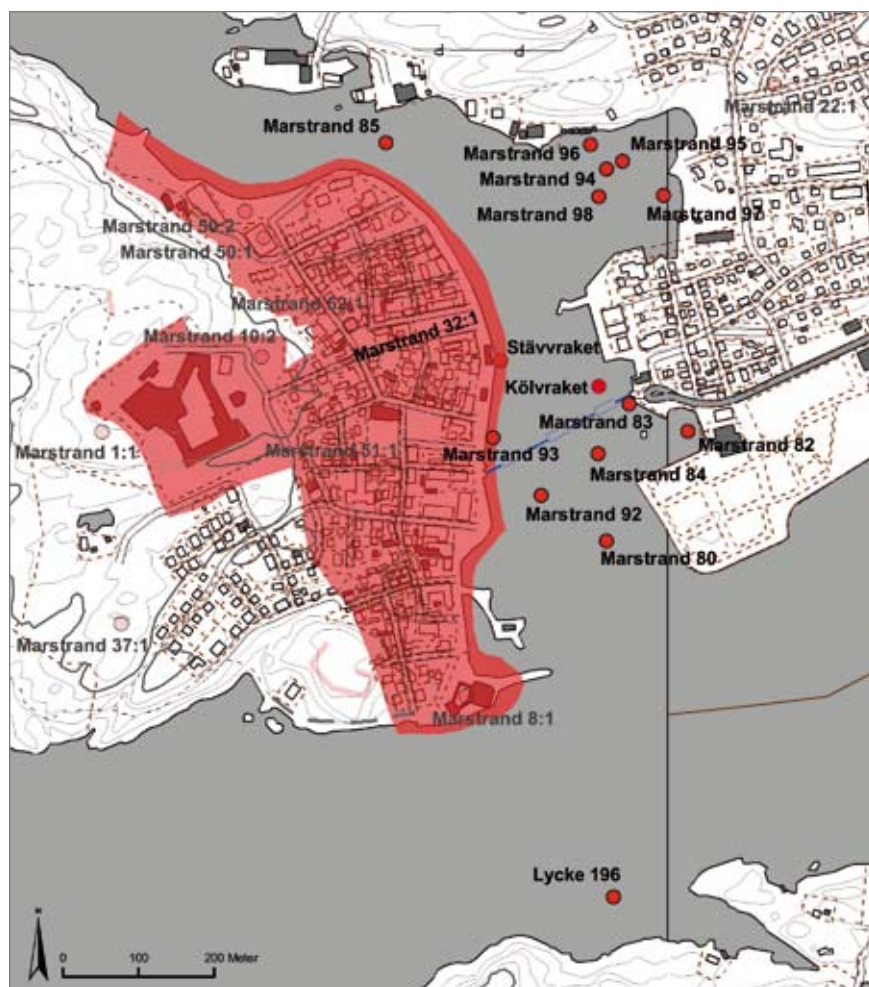 Marstrand 22:1
Marstrand 85
Marstrand 95
Marstrand 96
Marstrand 94
Marstrand 98
Marstrand 97
Marstrand 50:2
Marstrand 50:1
Marstrand 52:1
Marstrand 32:1
Marstrand 10:2
Stävvraket
Kölvraket
Marstrand 83
Marstrand 1:1
Marstrand 51:1
Marstrand 93
Marstrand 82
Marstrand 84
Marstrand 92
Marstrand 80
Marstrand 37:1
Marstrand 8:1
Lycke 196
N
0 100 200 Meter